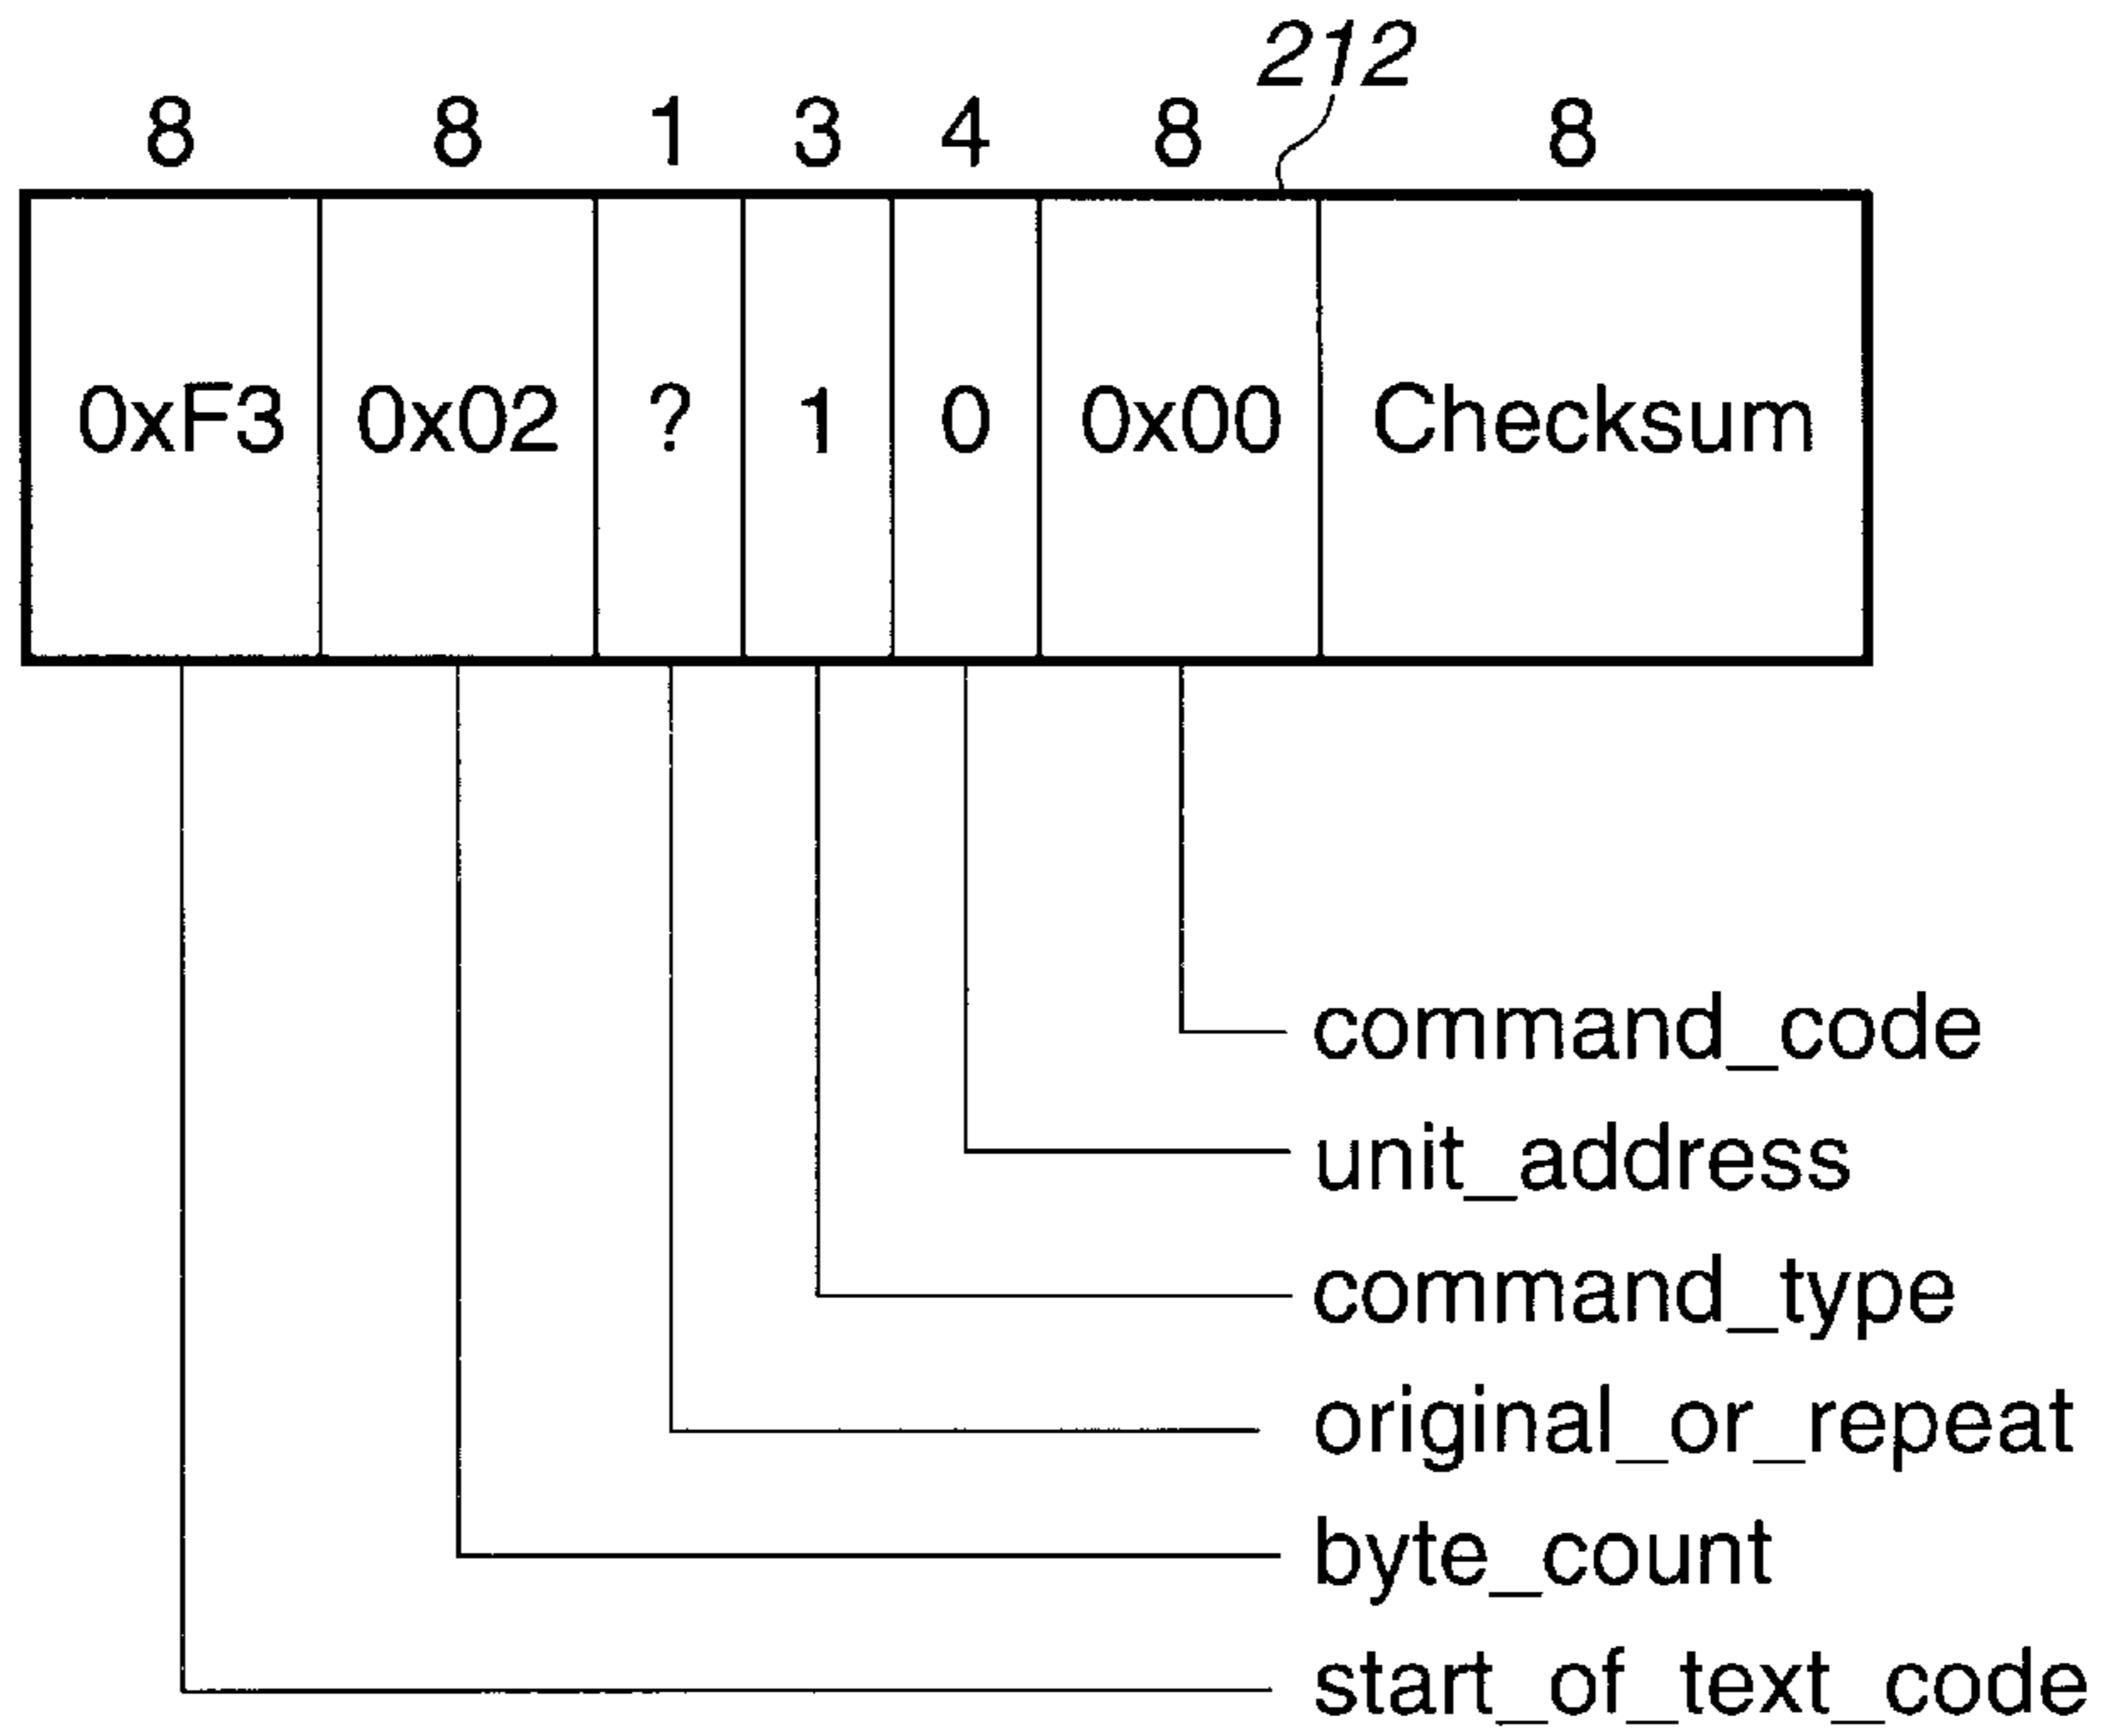 212
8 8 1 3 4 8 8
0xF3 0x02 ? 1 0 0x00 Checksum
command_code
unit_address
command_type
original_or_repeat
byte_count
start_of_text_code